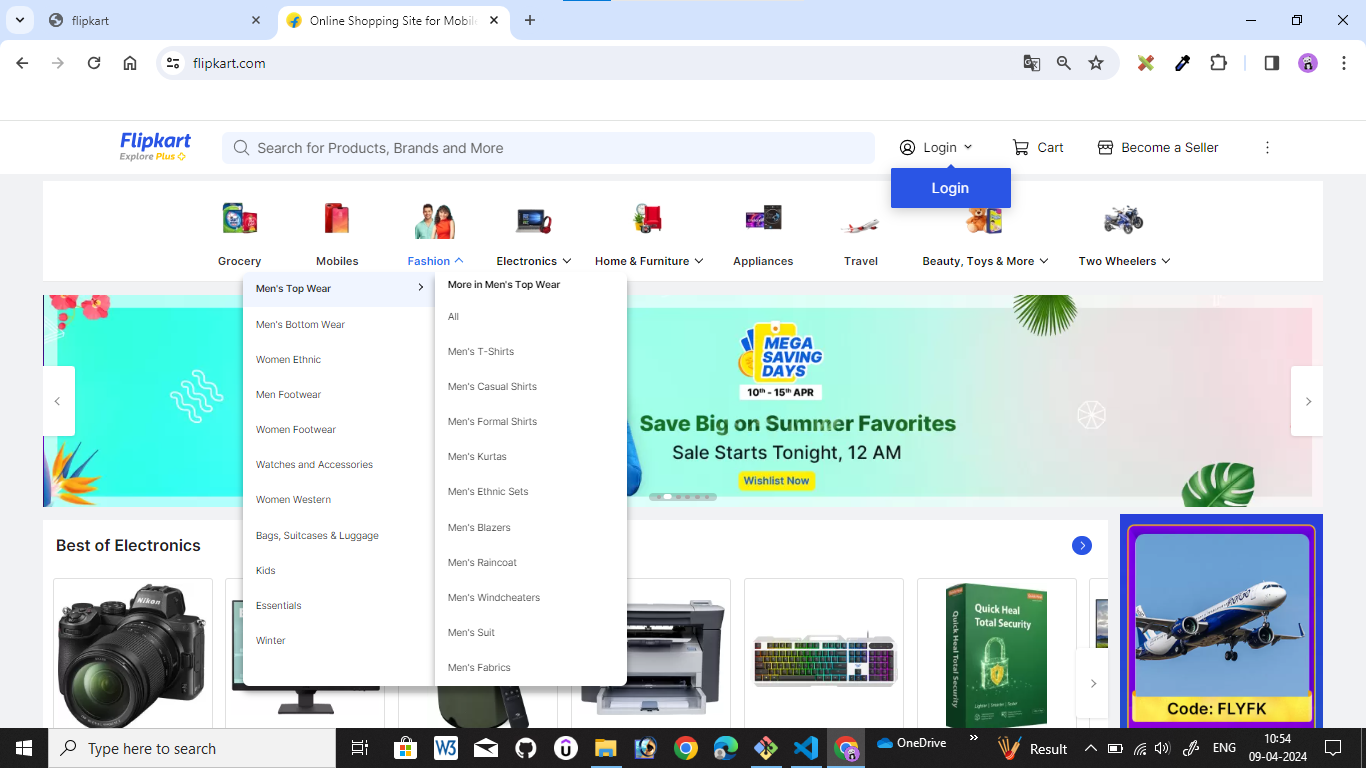 flipkart
Online Shopping Site for Mobile
flipkart.com
Flipkart
Explore Plus
Search for Products, Brands and More
Login
Cart
Become a Seller
Login
Grocery
Mobiles
Fashion
Electronics
Home & Furniture
Appliances
Travel
Beauty, Toys & More
Two Wheelers
Men's Top Wear
Men's Bottom Wear
Women Ethnic
Men Footwear
Women Footwear
Watches and Accessories
Women Western
Bags, Suitcases & Luggage
Kids
Essentials
Winter
More in Men's Top Wear
All
Men's T-Shirts
Men's Casual Shirts
Men's Formal Shirts
Men's Kurtas
Men's Ethnic Sets
Men's Blazers
Men's Raincoat
Men's Windcheaters
Men's Suit
Men's Fabrics
MEGA
SAVING
DAYS
10th - 15th APR
Save Big on Summer Favorites
Sale Starts Tonight, 12 AM
Wishlist Now
Best of Electronics
Nikon
Quick Heal
Total Security
Quick Heal Total Security
Code: FLYFK
Type here to search
W3
OneDrive
Result
ENG
10:54
09-04-2024